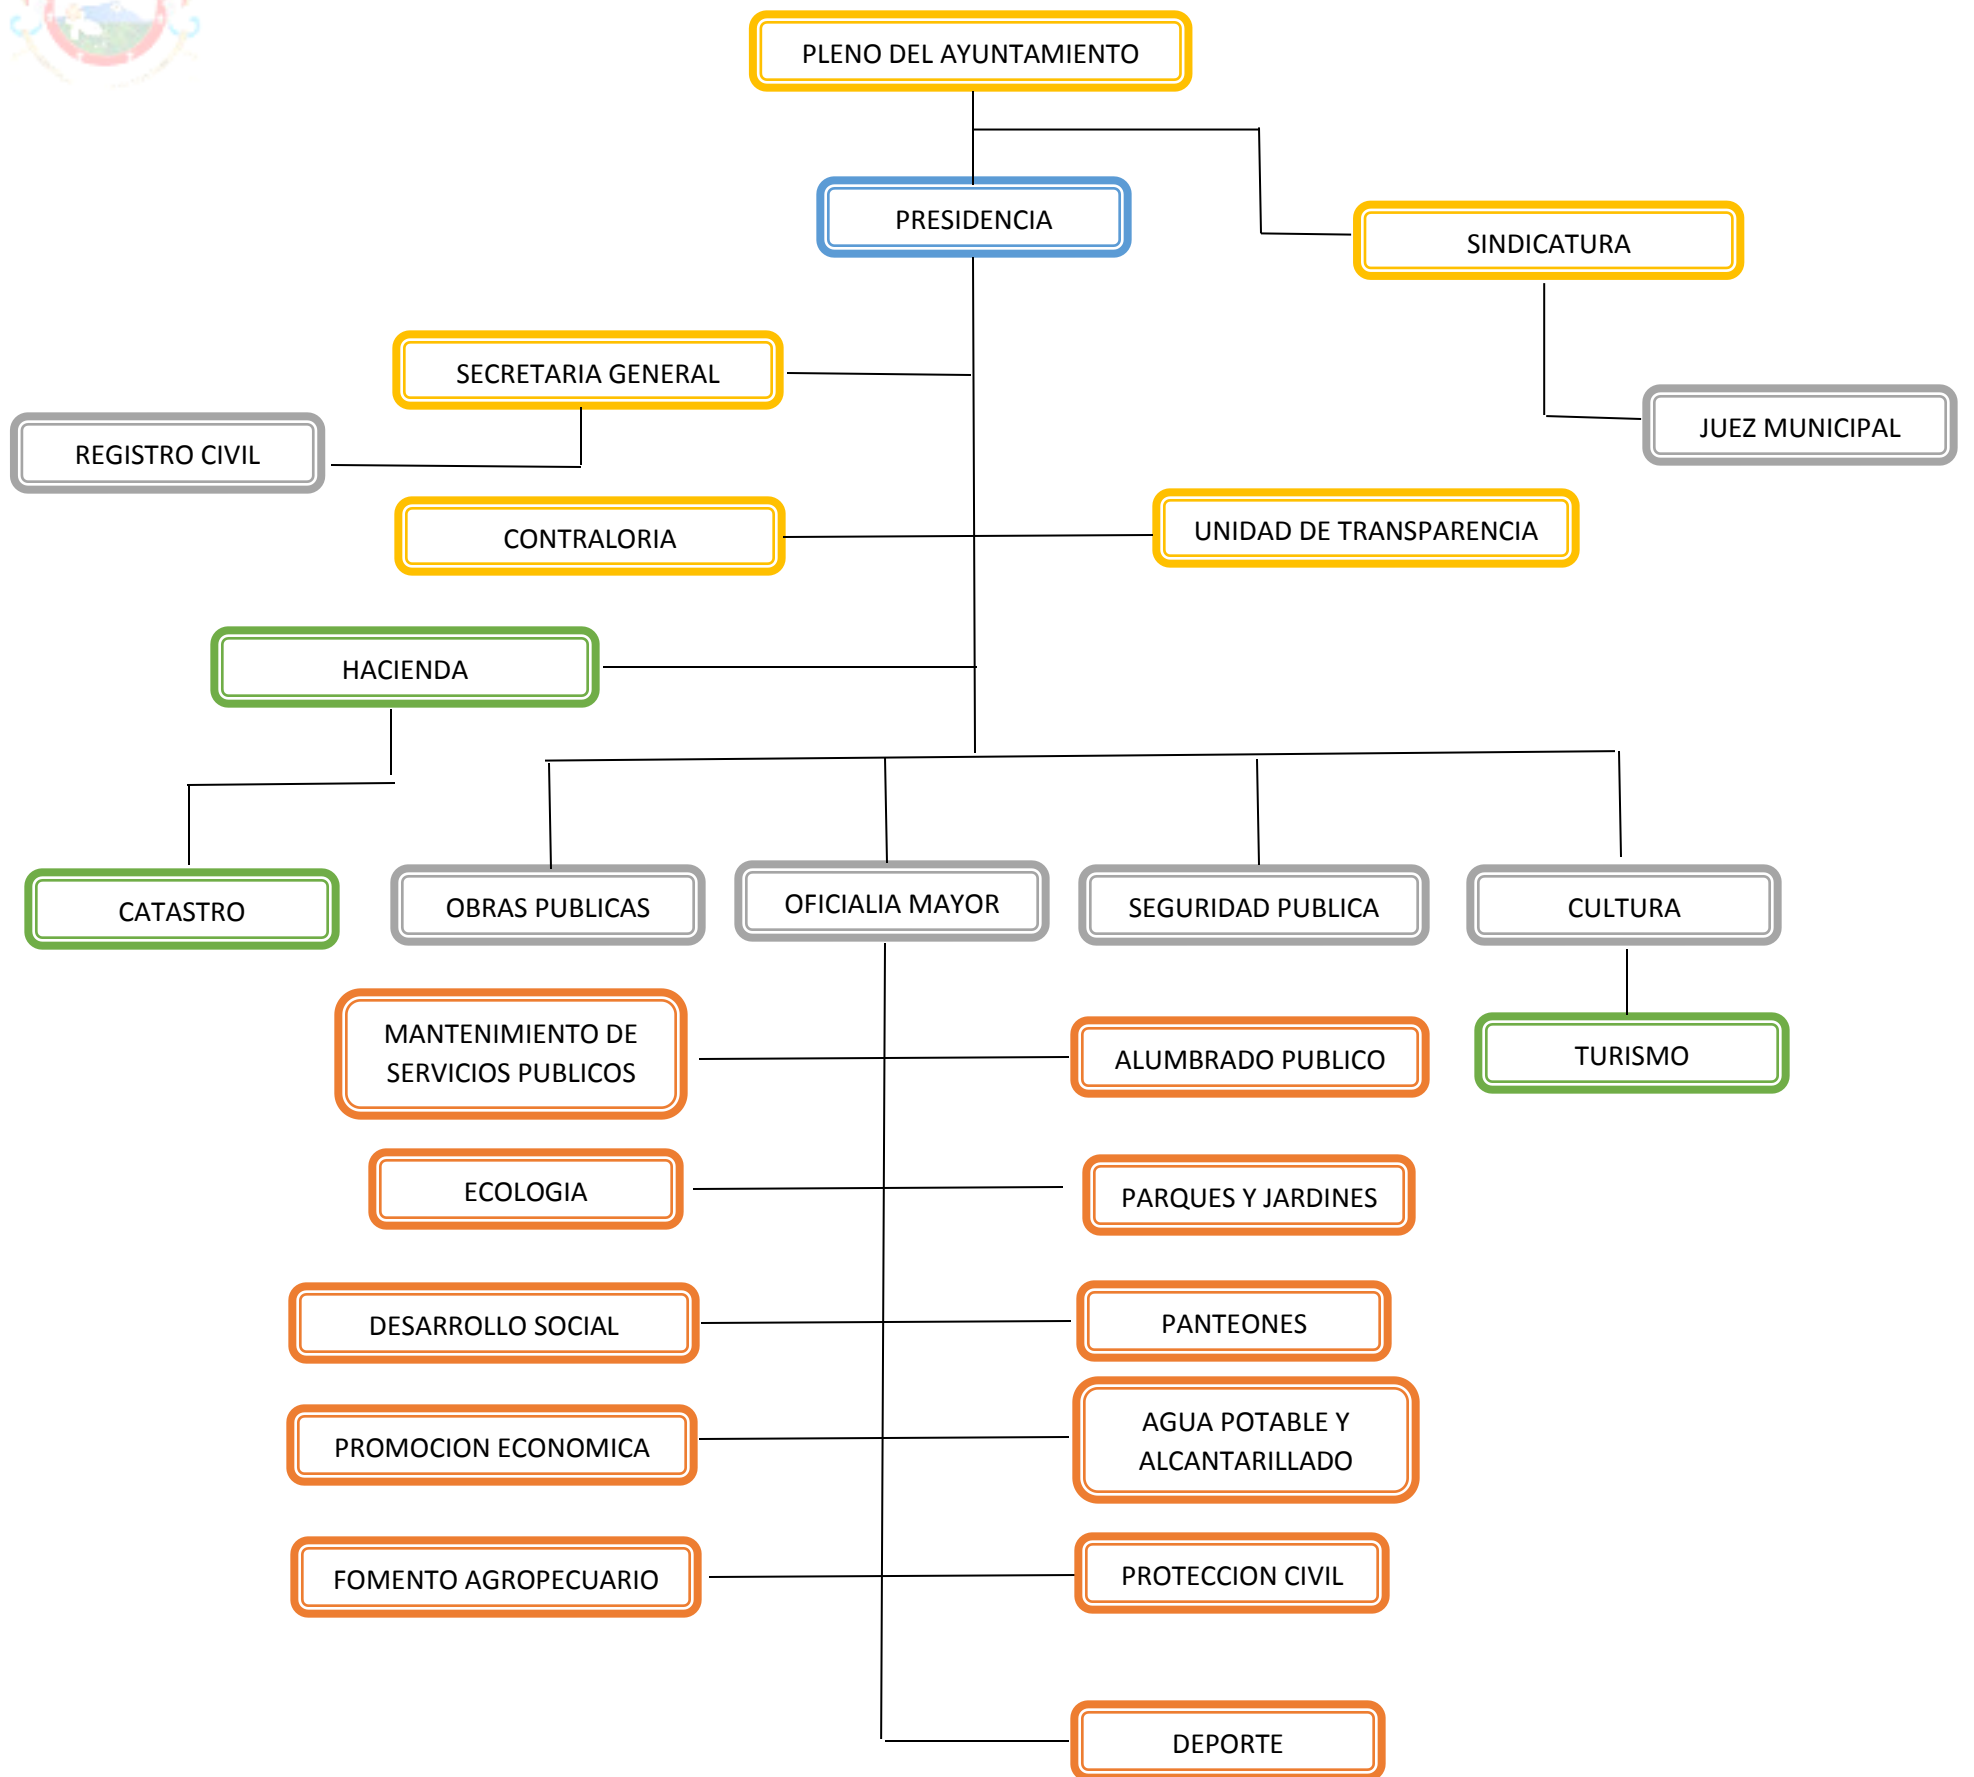 PLENO DEL AYUNTAMIENTO
PRESIDENCIA
SINDICATURA
SECRETARIA GENERAL
JUEZ MUNICIPAL
REGISTRO CIVIL
CONTRALORIA
UNIDAD DE TRANSPARENCIA
HACIENDA
CATASTRO
OBRAS PUBLICAS
OFICIALIA MAYOR
SEGURIDAD PUBLICA
CULTURA
MANTENIMIENTO DE
SERVICIOS PUBLICOS
ALUMBRADO PUBLICO
TURISMO
ECOLOGIA
PARQUES Y JARDINES
DESARROLLO SOCIAL
PANTEONES
PROMOCION ECONOMICA
AGUA POTABLE Y
ALCANTARILLADO
FOMENTO AGROPECUARIO
PROTECCION CIVIL
DEPORTE